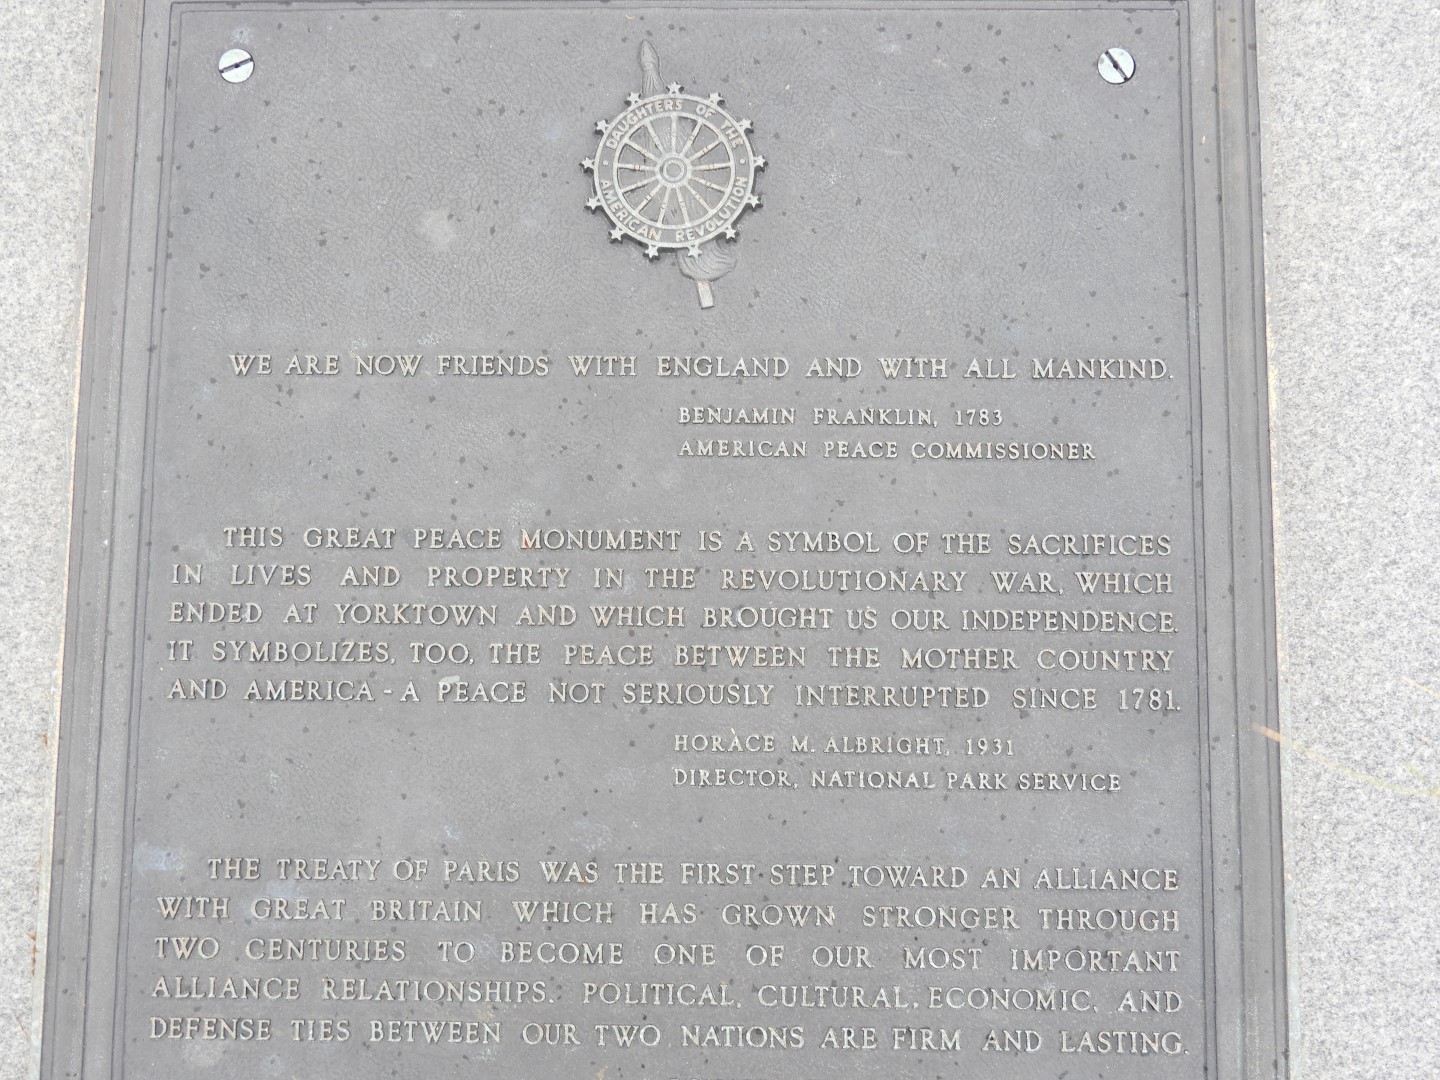 DAUGHTERS OF THE
AMERICAN REVOLUTION
WE ARE NOW FRIENDS WITH ENGLAND AND WITH ALL MANKIND.
BENJAMIN FRANKLIN, 1783
AMERICAN PEACE COMMISSIONER
THIS GREAT PEACE MONUMENT IS A SYMBOL OF THE SACRIFICES
IN LIVES AND PROPERTY IN THE REVOLUTIONARY WAR, WHICH
ENDED AT YORKTOWN AND WHICH BROUGHT US OUR INDEPENDENCE.
IT SYMBOLIZES, TOO, THE PEACE BETWEEN THE MOTHER COUNTRY
AND AMERICA - A PEACE NOT SERIOUSLY INTERRUPTED SINCE 1781.
HORACE M. ALBRIGHT, 1931
DIRECTOR, NATIONAL PARK SERVICE
THE TREATY OF PARIS WAS THE FIRST STEP TOWARD AN ALLIANCE
WITH GREAT BRITAIN WHICH HAS GROWN STRONGER THROUGH
TWO CENTURIES TO BECOME ONE OF OUR MOST IMPORTANT
ALLIANCE RELATIONSHIPS. POLITICAL, CULTURAL, ECONOMIC, AND
DEFENSE TIES BETWEEN OUR TWO NATIONS ARE FIRM AND LASTING.